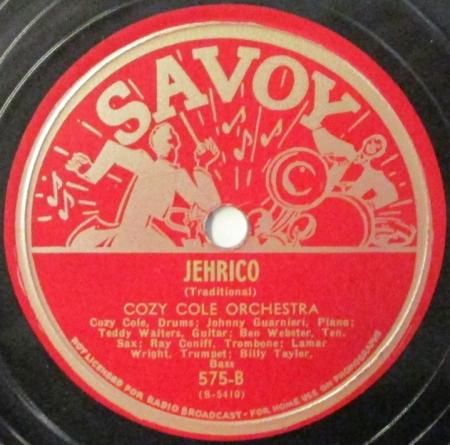 SAVOY
C
JEHRICO
(Traditional)
COZY COLE ORCHESTRA
Cozy Cole, Drums; Johnny Guarnieri, Piano;
Teddy Walters, Guitar; Ben Webster, Ten.
Sax; Ray Coniff, Trombone; Lamar
Wright, Trumpet; Billy Taylor,
Bass
575-B
(S-5410)
NOT LICENSED FOR RADIO BROADCAST - FOR HOME USE ON PHONOGRAPHS